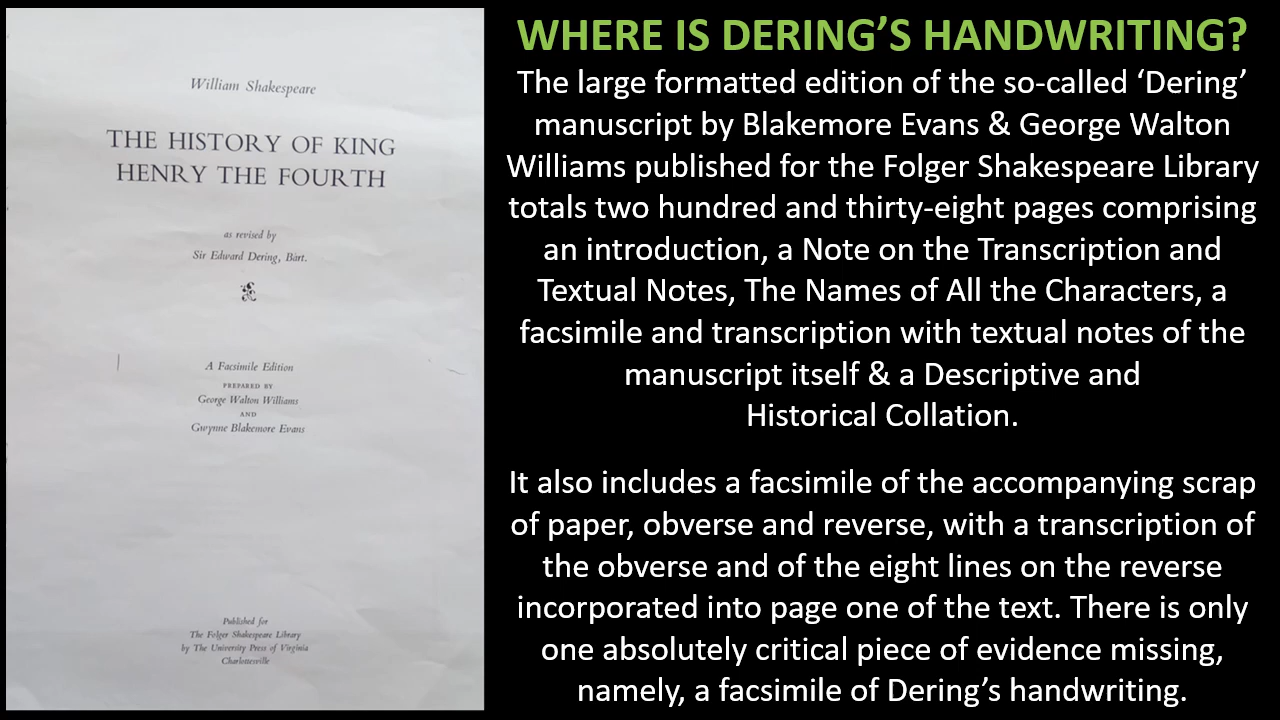 William Shakespeare
THE HISTORY OF KING
HENRY THE FOURTH
as revised by
Sir Edward Dering, Bart.
A Facsimile Edition
PREPARED BY
George Walton Williams
AND
Gwynne Blakemore Evans
Published for
The Folger Shakespeare Library
by The University Press of Virginia
Charlottesville
WHERE IS DERING’S HANDWRITING?
The large formatted edition of the so-called ‘Dering’
manuscript by Blakemore Evans & George Walton
Williams published for the Folger Shakespeare Library
totals two hundred and thirty-eight pages comprising
an introduction, a Note on the Transcription and
Textual Notes, The Names of All the Characters, a
facsimile and transcription with textual notes of the
manuscript itself & a Descriptive and
Historical Collation.
It also includes a facsimile of the accompanying scrap
of paper, obverse and reverse, with a transcription of
the obverse and of the eight lines on the reverse
incorporated into page one of the text. There is only
one absolutely critical piece of evidence missing,
namely, a facsimile of Dering’s handwriting.